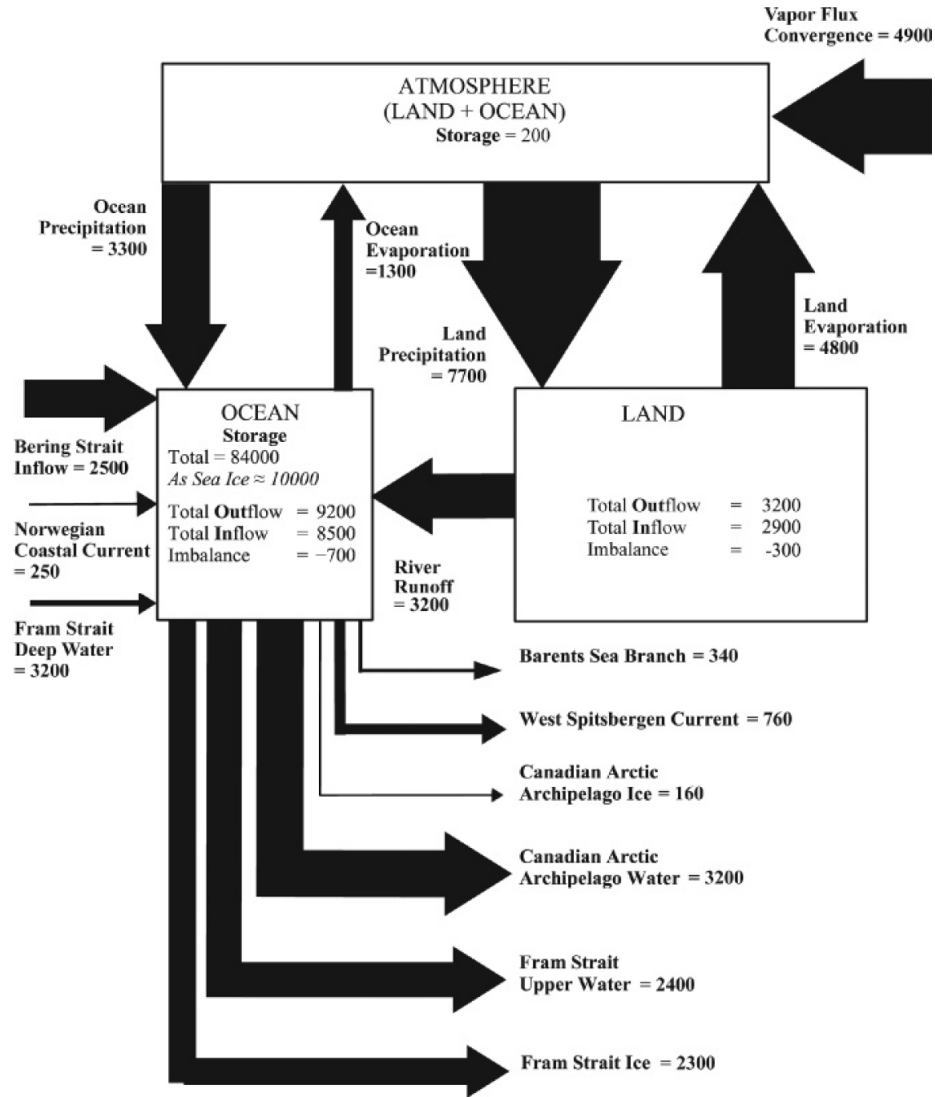 Vapor Flux
Convergence = 4900
ATMOSPHERE
(LAND + OCEAN)
Storage = 200
Ocean
Precipitation
= 3300
Ocean
Evaporation
=1300
Land
Precipitation
= 7700
Land
Evaporation
= 4800
Bering Strait
Inflow = 2500
Norwegian
Coastal Current
= 250
Fram Strait
Deep Water
= 3200
OCEAN
Storage
Total = 84000
As Sea Ice ≈ 10000
Total Outflow = 9200
Total Inflow = 8500
Imbalance = −700
River
Runoff
= 3200
LAND
Total Outflow = 3200
Total Inflow = 2900
Imbalance = -300
Barents Sea Branch = 340
West Spitsbergen Current = 760
Canadian Arctic
Archipelago Ice = 160
Canadian Arctic
Archipelago Water = 3200
Fram Strait
Upper Water = 2400
Fram Strait Ice = 2300